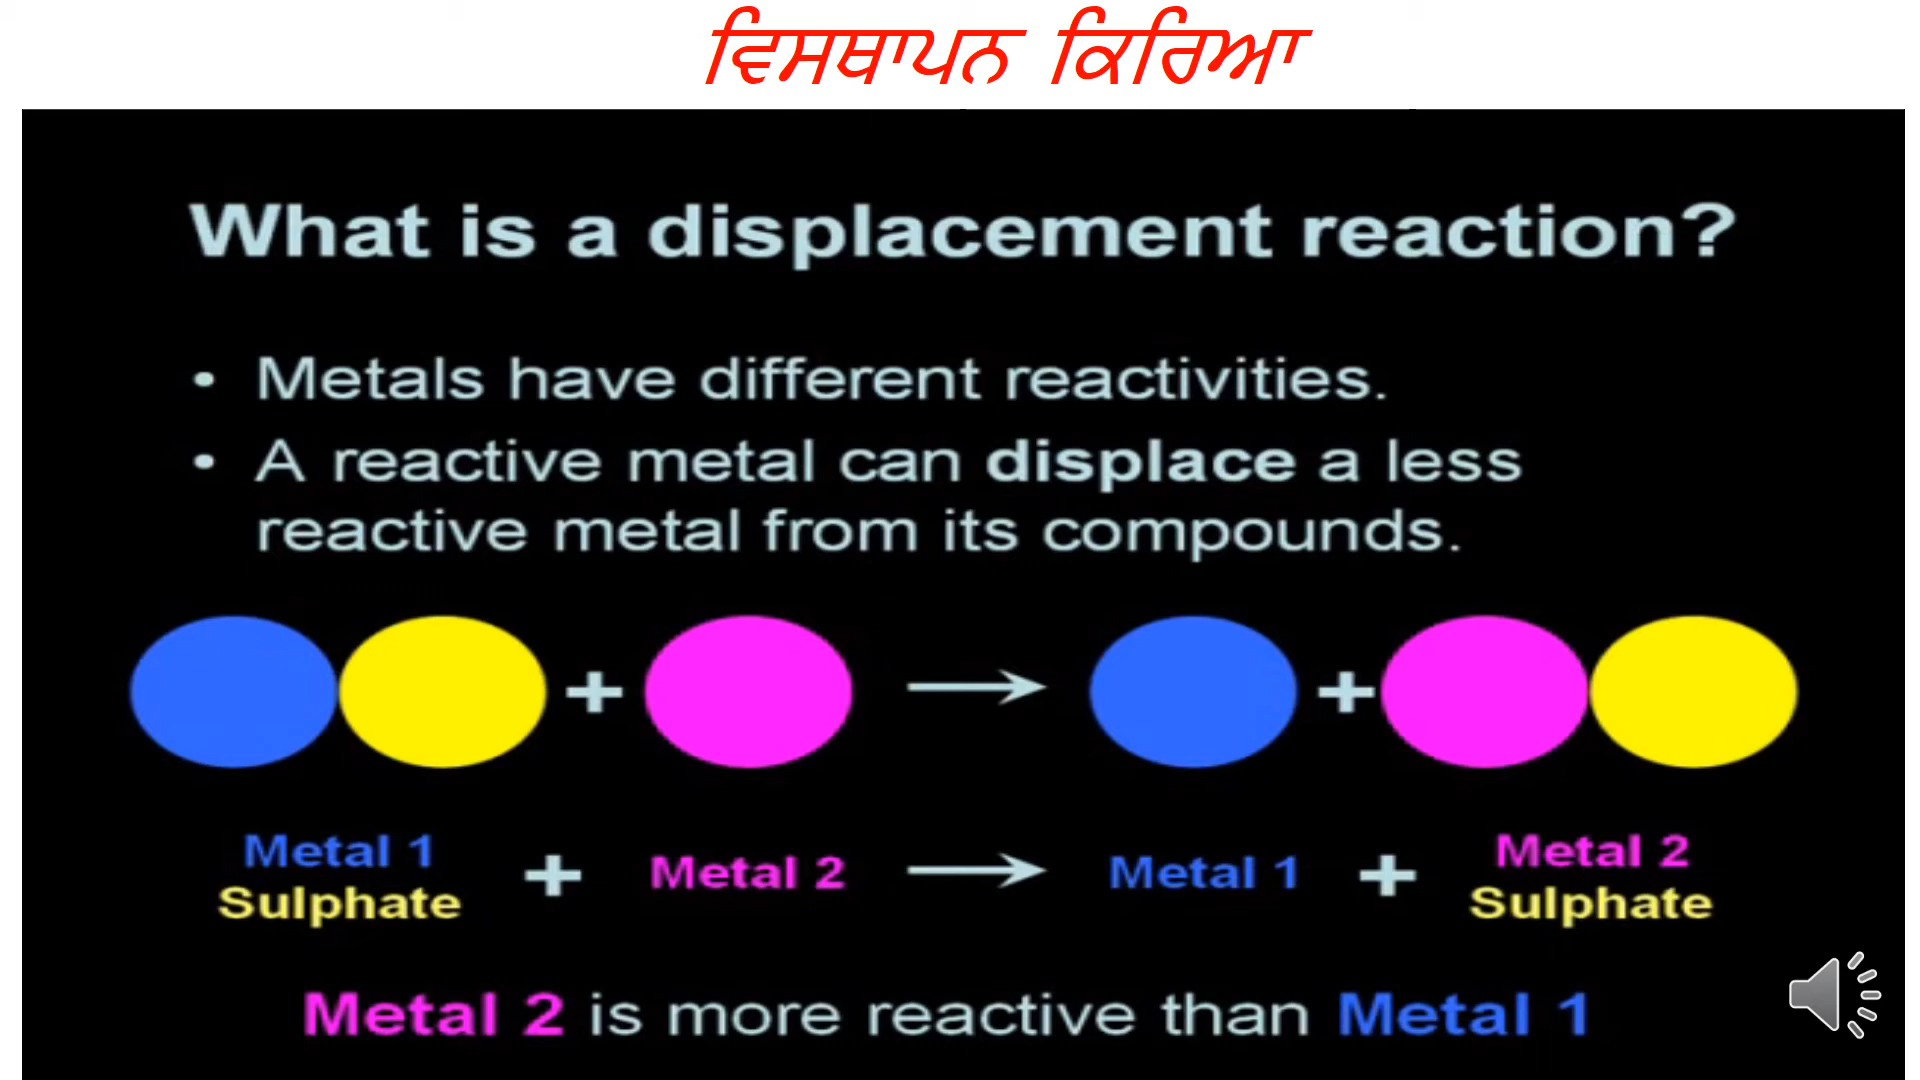 ਵਿਸਥਾਪਨ ਕਿਰਿਆ
What is a displacement reaction?
• Metals have different reactivities.
• A reactive metal can displace a less
reactive metal from its compounds.
+ → +
Metal 1 Sulphate + Metal 2 → Metal 1 + Metal 2 Sulphate
Metal 2 is more reactive than Metal 1